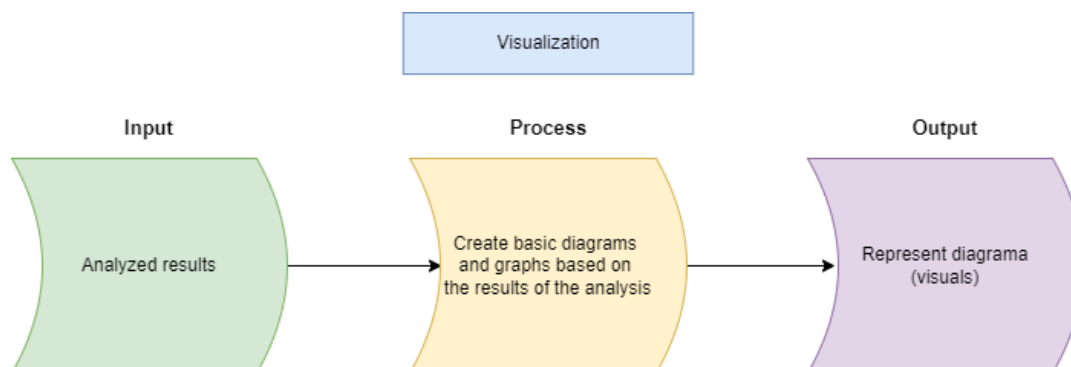 Visualization
Input
Process
Output
Analyzed results
Create basic diagrams
and graphs based on
the results of the analysis
Represent diagrama
(visuals)